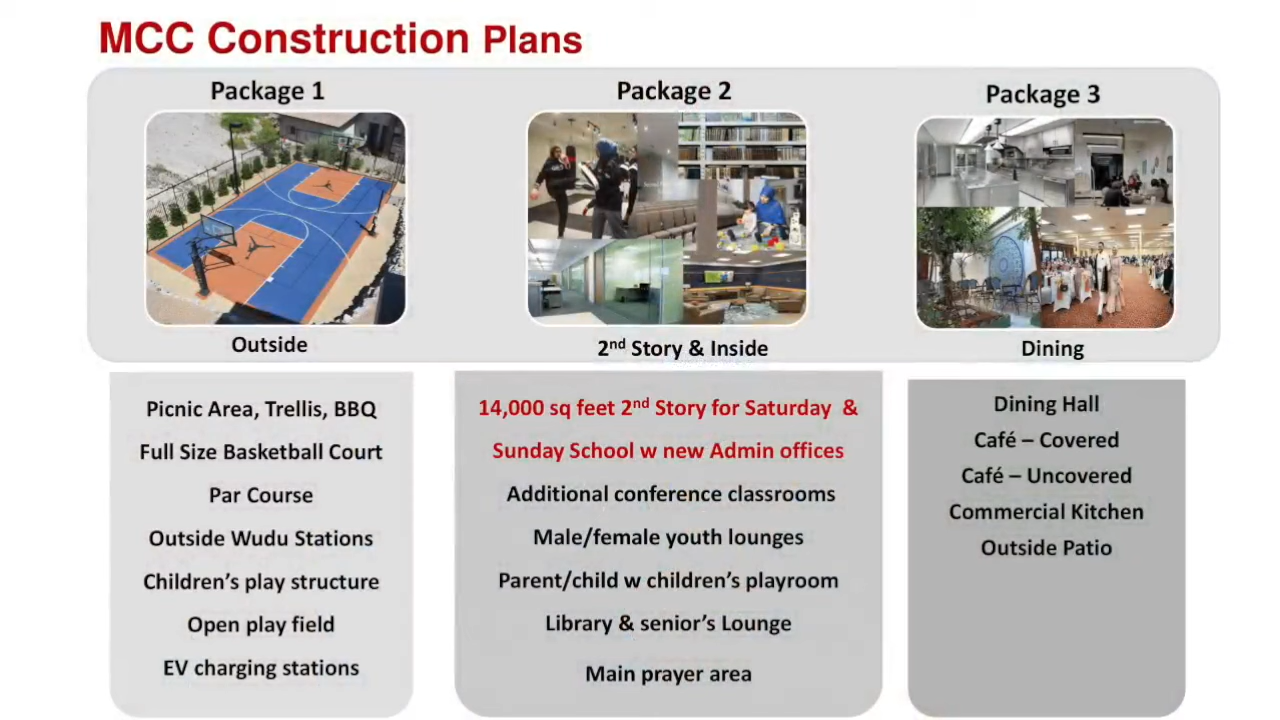 MCC Construction Plans
Package 1
Package 2
Package 3
Outside
2nd Story & Inside
Dining
Picnic Area, Trellis, BBQ
Full Size Basketball Court
Par Course
Outside Wudu Stations
Children's play structure
Open play field
EV charging stations
14,000 sq feet 2nd Story for Saturday &
Sunday School w new Admin offices
Additional conference classrooms
Male/female youth lounges
Parent/child w children's playroom
Library & senior's Lounge
Main prayer area
Dining Hall
Café – Covered
Café – Uncovered
Commercial Kitchen
Outside Patio